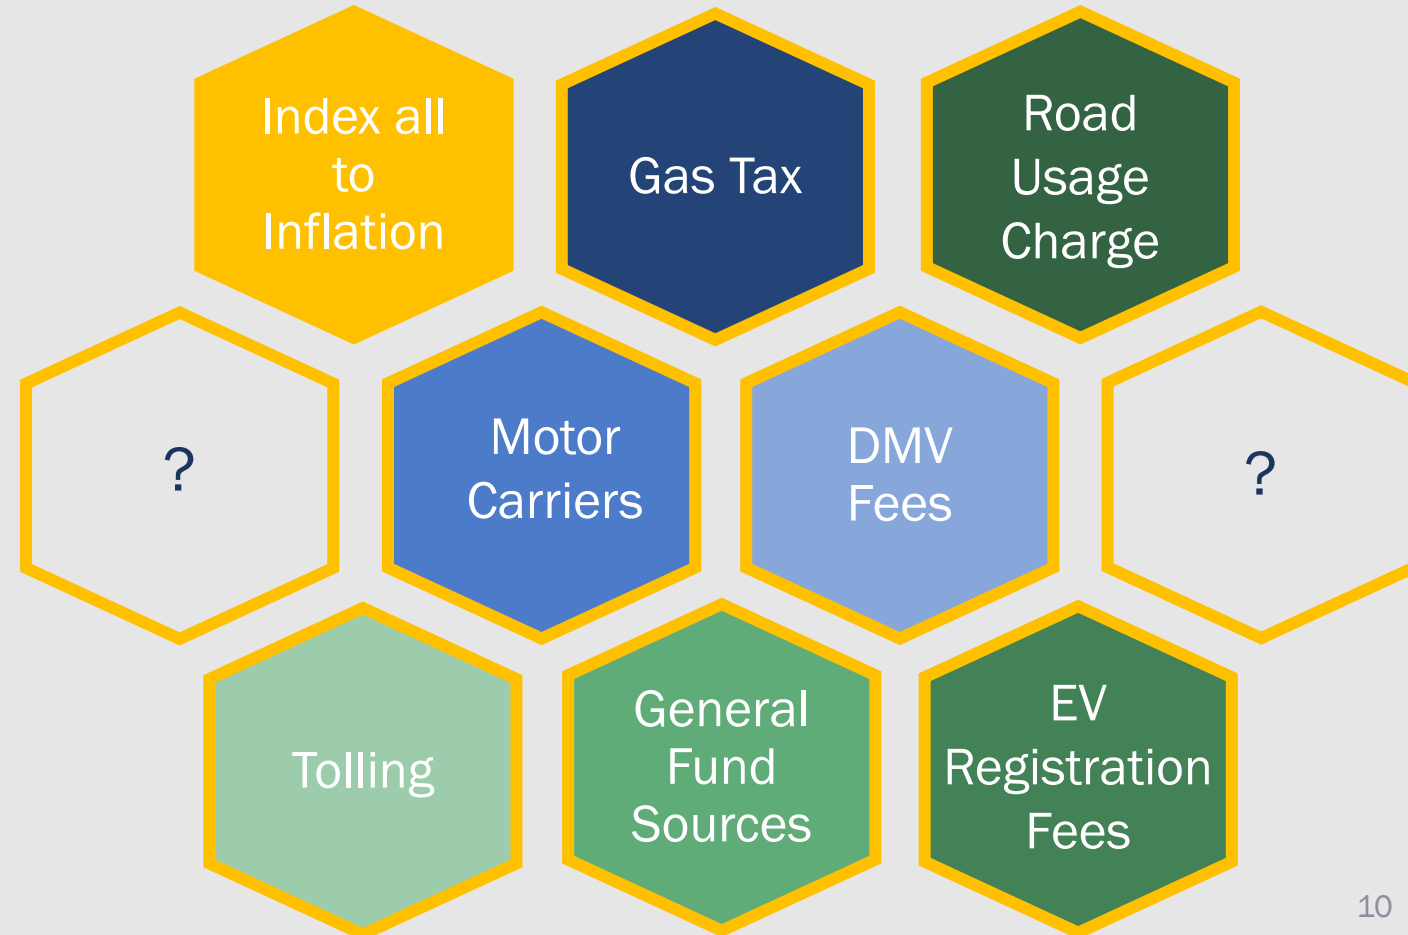 Index all
to
Inflation
Gas Tax
Road
Usage
Charge
?
Motor
Carriers
DMV
Fees
?
Tolling
General
Fund
Sources
EV
Registration
Fees
10